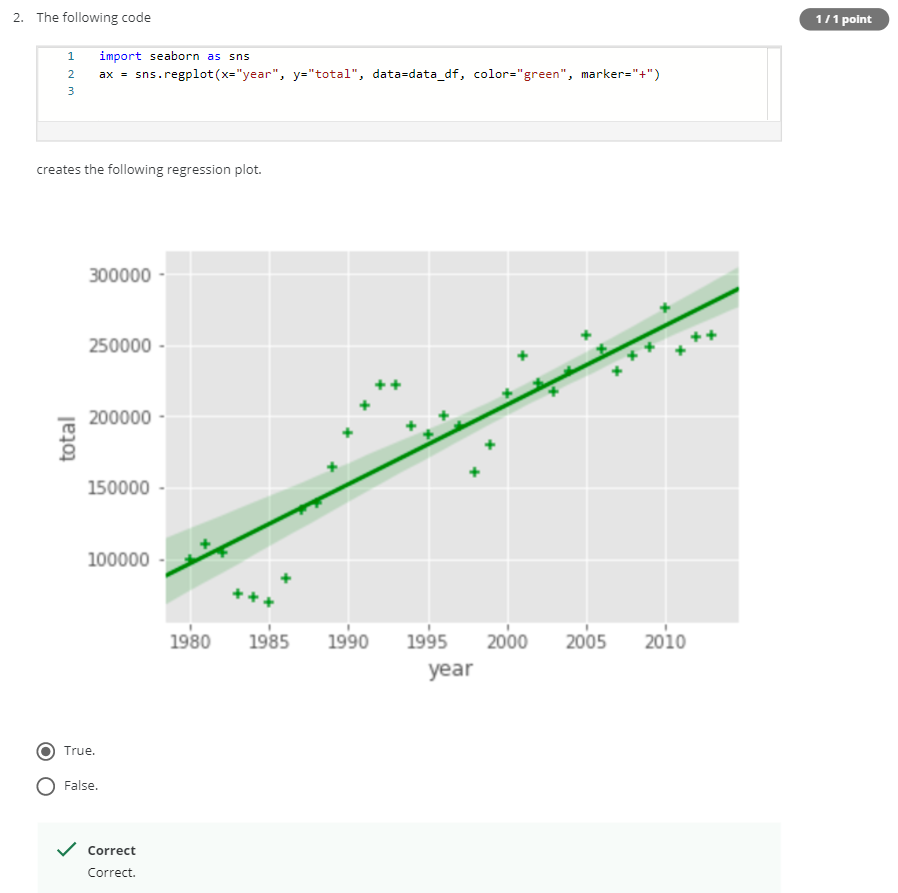 2. The following code
1 / 1 point
1 import seaborn as sns
2 ax = sns.regplot(x="year", y="total", data=data_df, color="green", marker="+")
3
creates the following regression plot.
300000
250000
200000
150000
100000
total
1980 1985 1990 1995 2000 2005 2010
year
True.
False.
Correct
Correct.